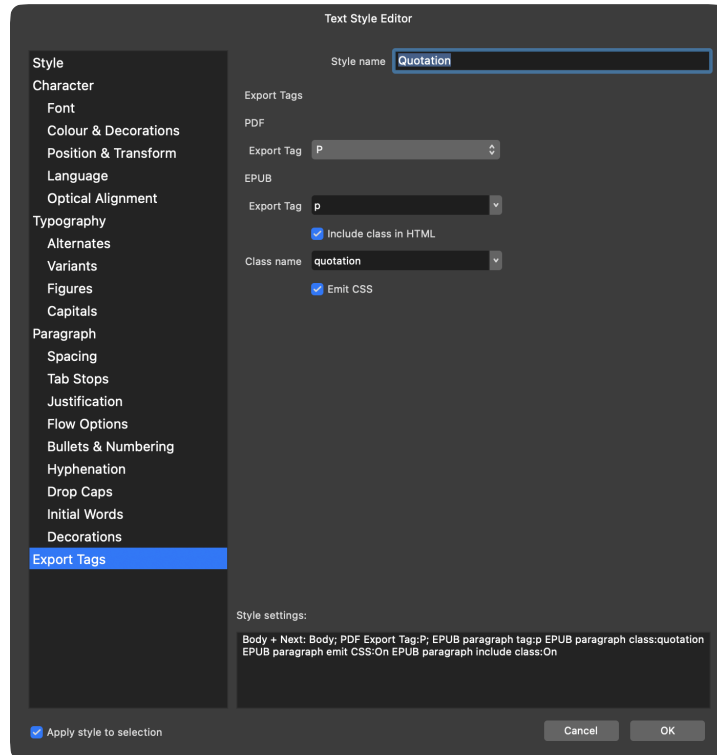 Text Style Editor
Style
Character
Font
Colour & Decorations
Position & Transform
Language
Optical Alignment
Typography
Alternates
Variants
Figures
Capitals
Paragraph
Spacing
Tab Stops
Justification
Flow Options
Bullets & Numbering
Hyphenation
Drop Caps
Initial Words
Decorations
Export Tags
Style name Quotation
Export Tags
PDF
Export Tag P
EPUB
Export Tag p
Include class in HTML
Class name quotation
Emit CSS
Style settings:
Body + Next: Body; PDF Export Tag:P; EPUB paragraph tag:p EPUB paragraph class:quotation
EPUB paragraph emit CSS:On EPUB paragraph include class:On
Apply style to selection
Cancel
OK